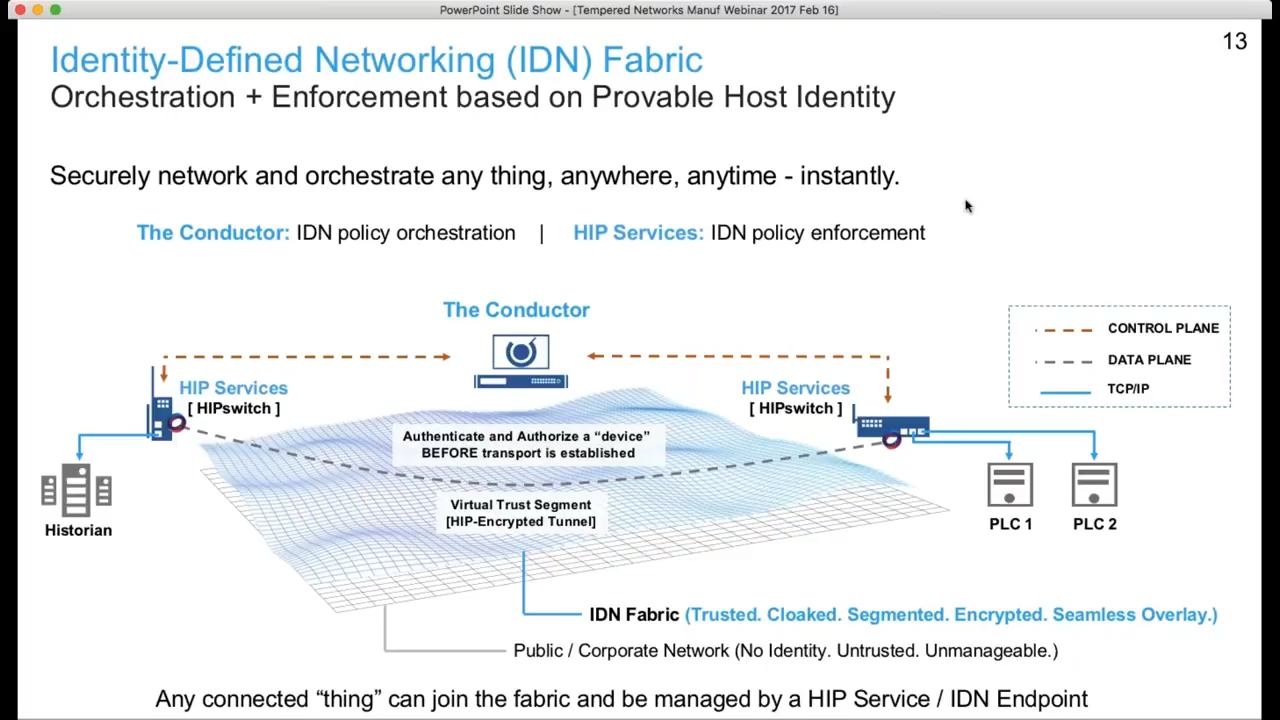 PowerPoint Slide Show - [Tempered Networks Manuf Webinar 2017 Feb 16]
13
Identity-Defined Networking (IDN) Fabric
Orchestration + Enforcement based on Provable Host Identity
Securely network and orchestrate any thing, anywhere, anytime - instantly.
The Conductor: IDN policy orchestration | HIP Services: IDN policy enforcement
The Conductor
CONTROL PLANE
DATA PLANE
TCP/IP
HIP Services
[ HIPswitch ]
HIP Services
[ HIPswitch ]
Authenticate and Authorize a “device”
BEFORE transport is established
Virtual Trust Segment
[HIP-Encrypted Tunnel]
Historian
PLC 1
PLC 2
IDN Fabric (Trusted. Cloaked. Segmented. Encrypted. Seamless Overlay.)
Public / Corporate Network (No Identity. Untrusted. Unmanageable.)
Any connected “thing” can join the fabric and be managed by a HIP Service / IDN Endpoint